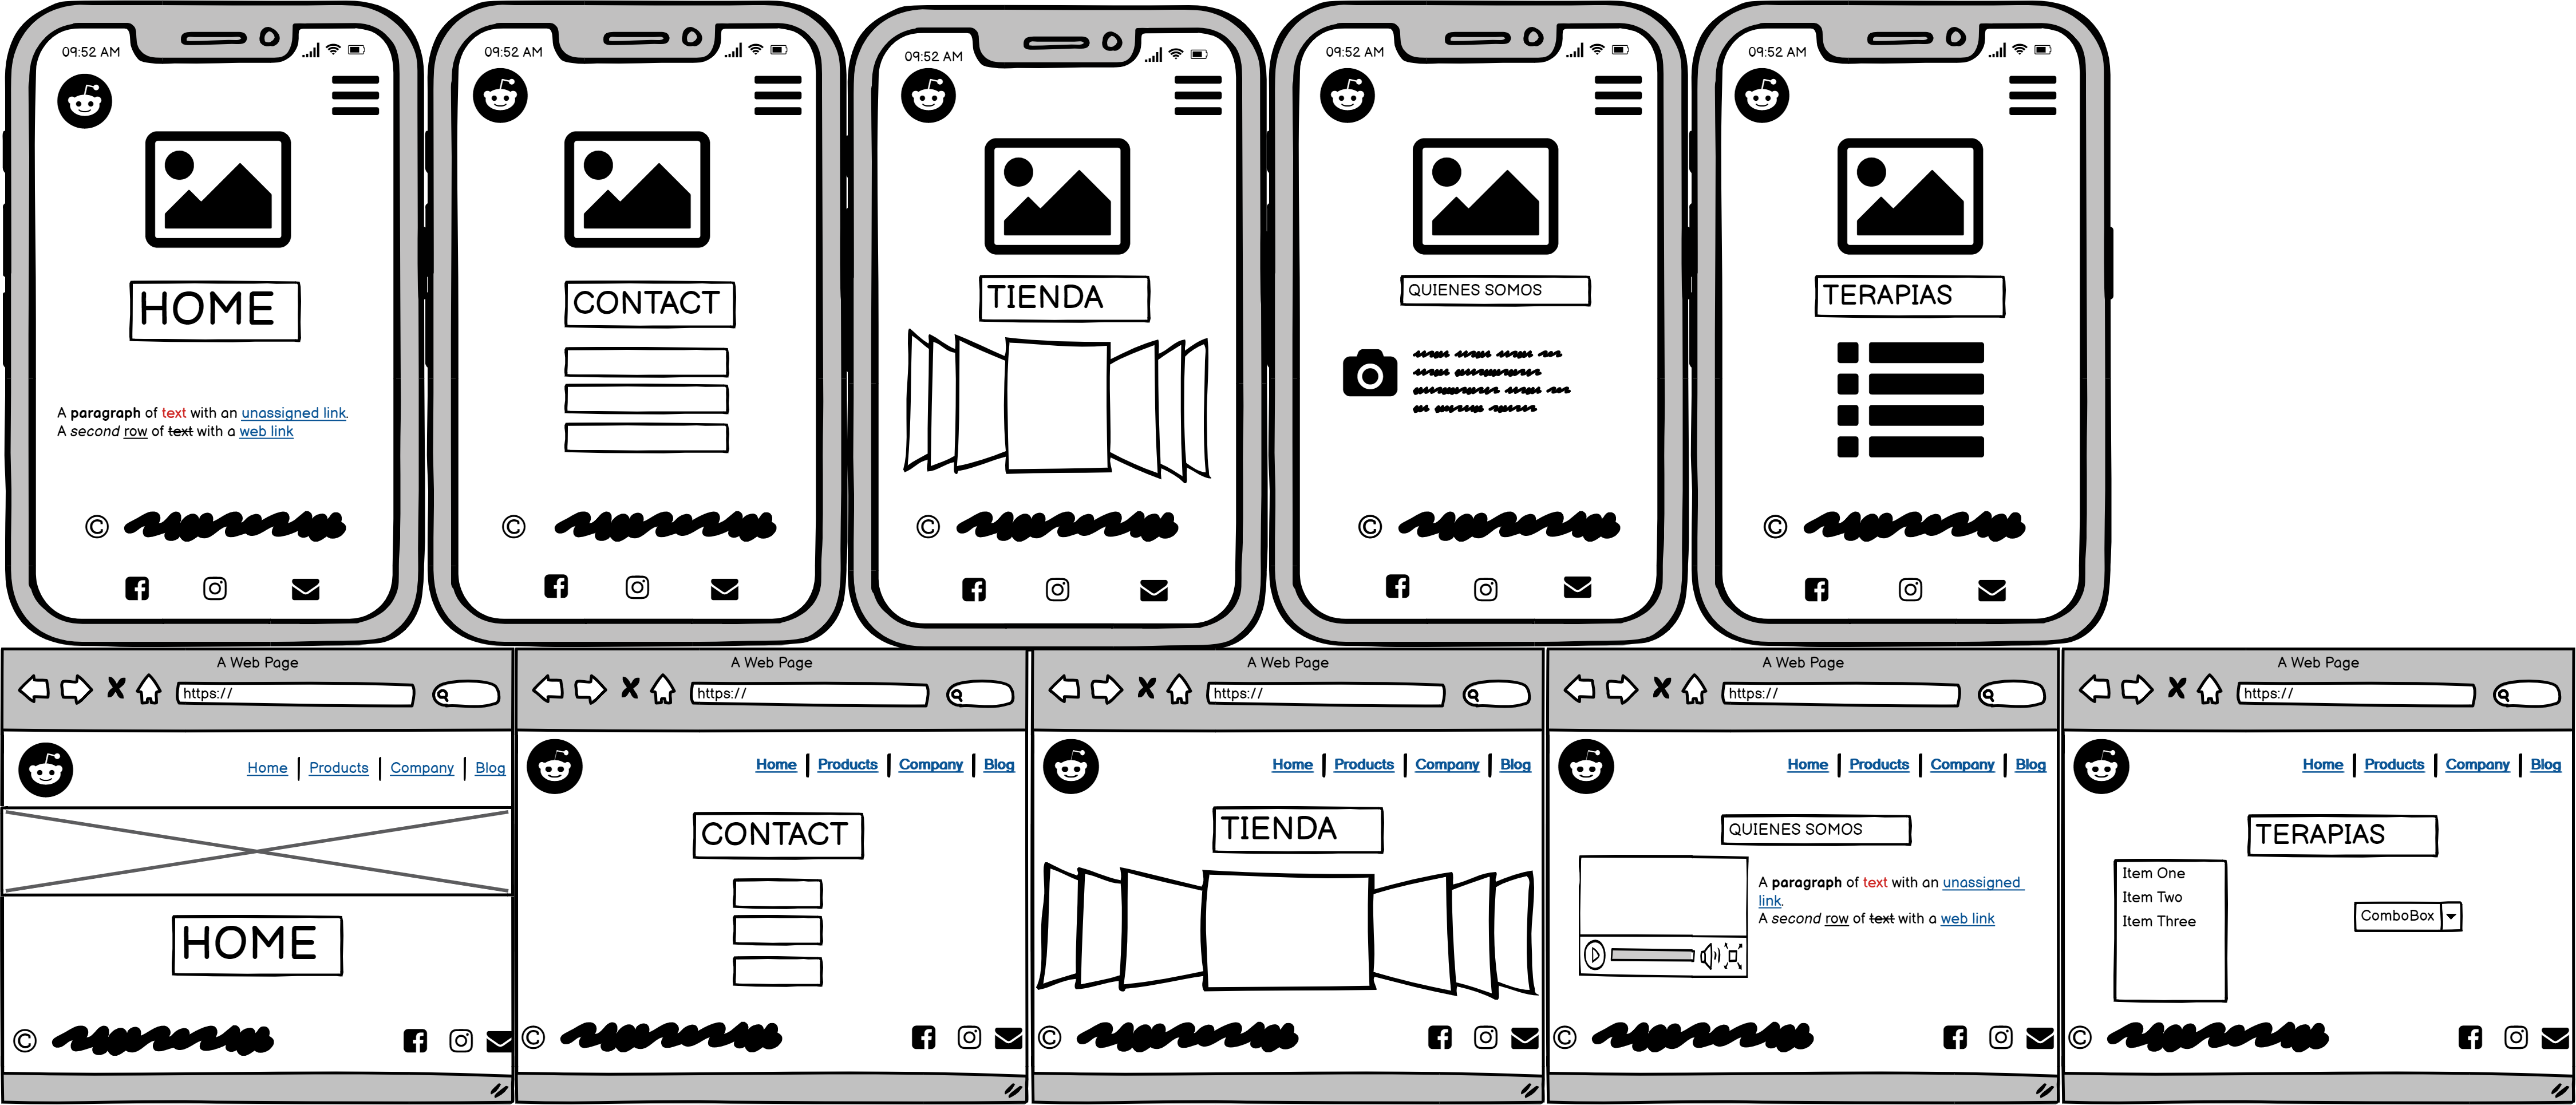 09:52 AM
HOME
A paragraph of text with an unassigned link.
A second row of text with a web link
©
09:52 AM
CONTACT
©
09:52 AM
TIENDA
©
09:52 AM
QUIENES SOMOS
©
09:52 AM
TERAPIAS
©
A Web Page
https://
Home | Products | Company | Blog
HOME
©
A Web Page
https://
Home | Products | Company | Blog
CONTACT
©
A Web Page
https://
Home | Products | Company | Blog
TIENDA
©
A Web Page
https://
Home | Products | Company | Blog
QUIENES SOMOS
A paragraph of text with an unassigned
link.
A second row of text with a web link
©
A Web Page
https://
Home | Products | Company | Blog
TERAPIAS
Item One
Item Two
Item Three
ComboBox
©